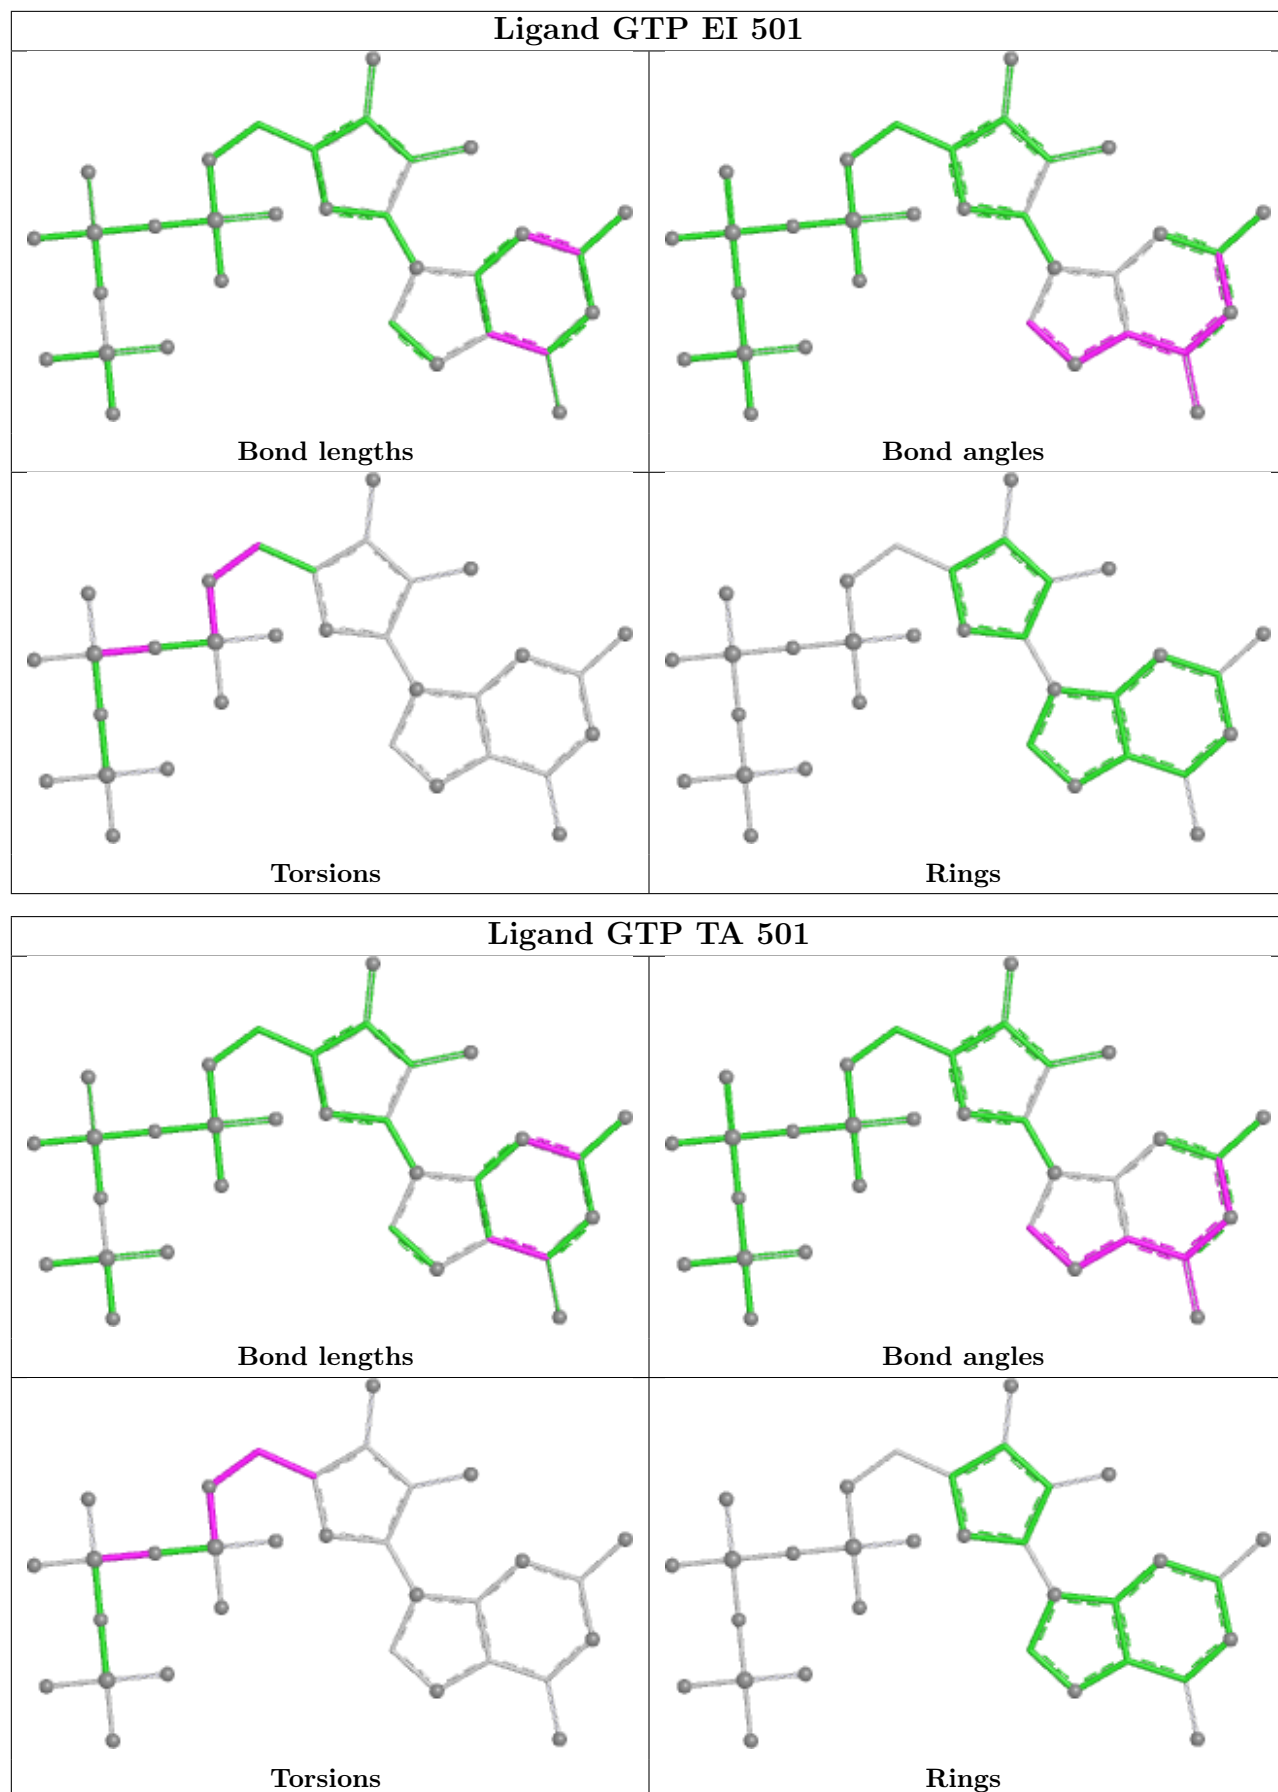 Ligand GTP EI 501
Bond lengths
Bond angles
Torsions
Rings
Ligand GTP TA 501
Bond lengths
Bond angles
Torsions
Rings